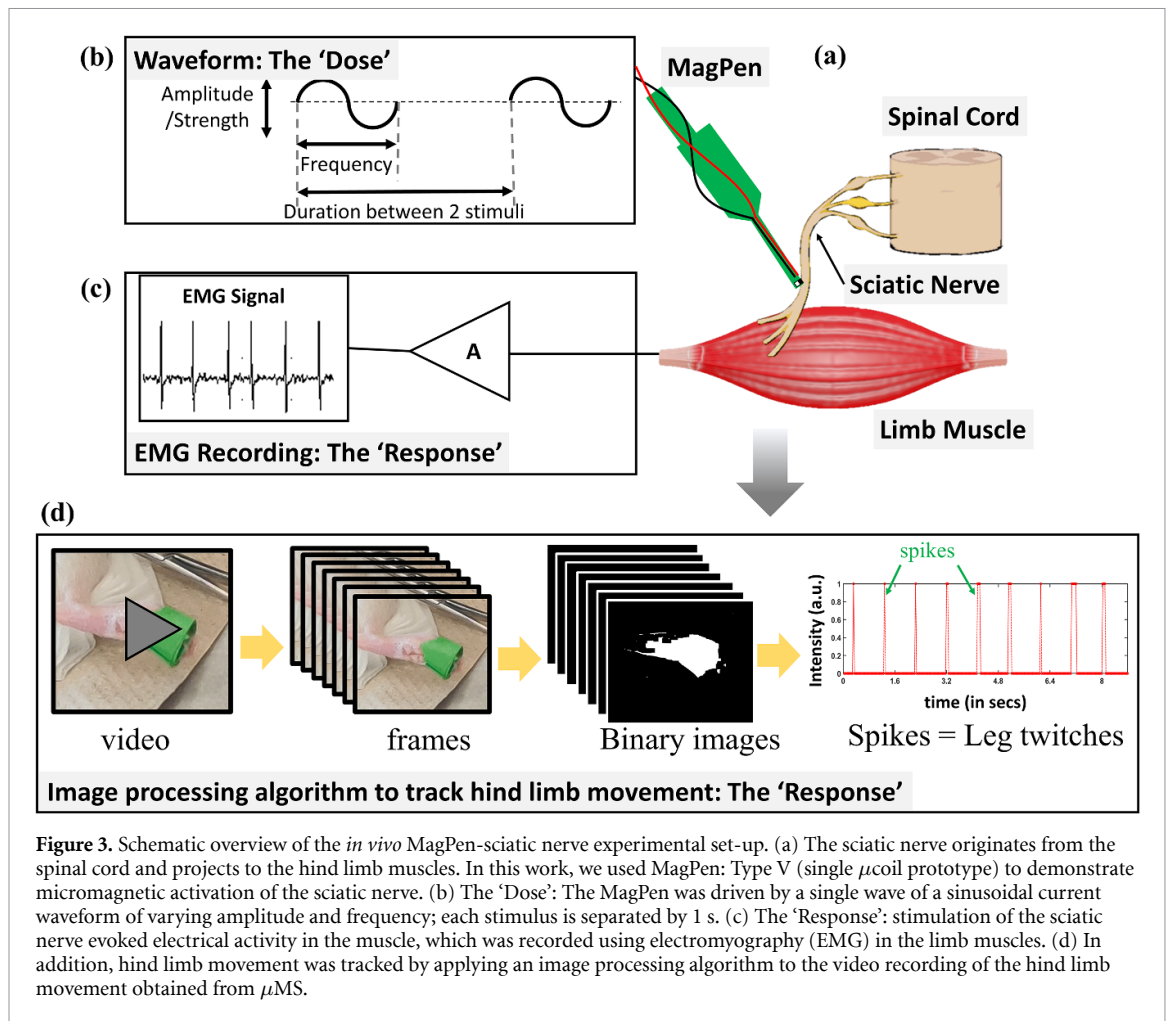 (b)
Waveform: The ‘Dose’
Amplitude
/Strength
Frequency
Duration between 2 stimuli
MagPen
(a)
Spinal Cord
Sciatic Nerve
Limb Muscle
(c)
EMG Signal
A
EMG Recording: The ‘Response’
(d)
video
frames
Binary images
spikes
Intensity (a.u.)
1
0.8
0.6
0.4
0.2
0
0 1.6 3.2 4.8 6.4 8
time (in secs)
Spikes = Leg twitches
Image processing algorithm to track hind limb movement: The ‘Response’
Figure 3. Schematic overview of the in vivo MagPen-sciatic nerve experimental set-up. (a) The sciatic nerve originates from the
spinal cord and projects to the hind limb muscles. In this work, we used MagPen: Type V (single μcoil prototype) to demonstrate
micromagnetic activation of the sciatic nerve. (b) The ‘Dose’: The MagPen was driven by a single wave of a sinusoidal current
waveform of varying amplitude and frequency; each stimulus is separated by 1 s. (c) The ‘Response’: stimulation of the sciatic
nerve evoked electrical activity in the muscle, which was recorded using electromyography (EMG) in the limb muscles. (d) In
addition, hind limb movement was tracked by applying an image processing algorithm to the video recording of the hind limb
movement obtained from μMS.